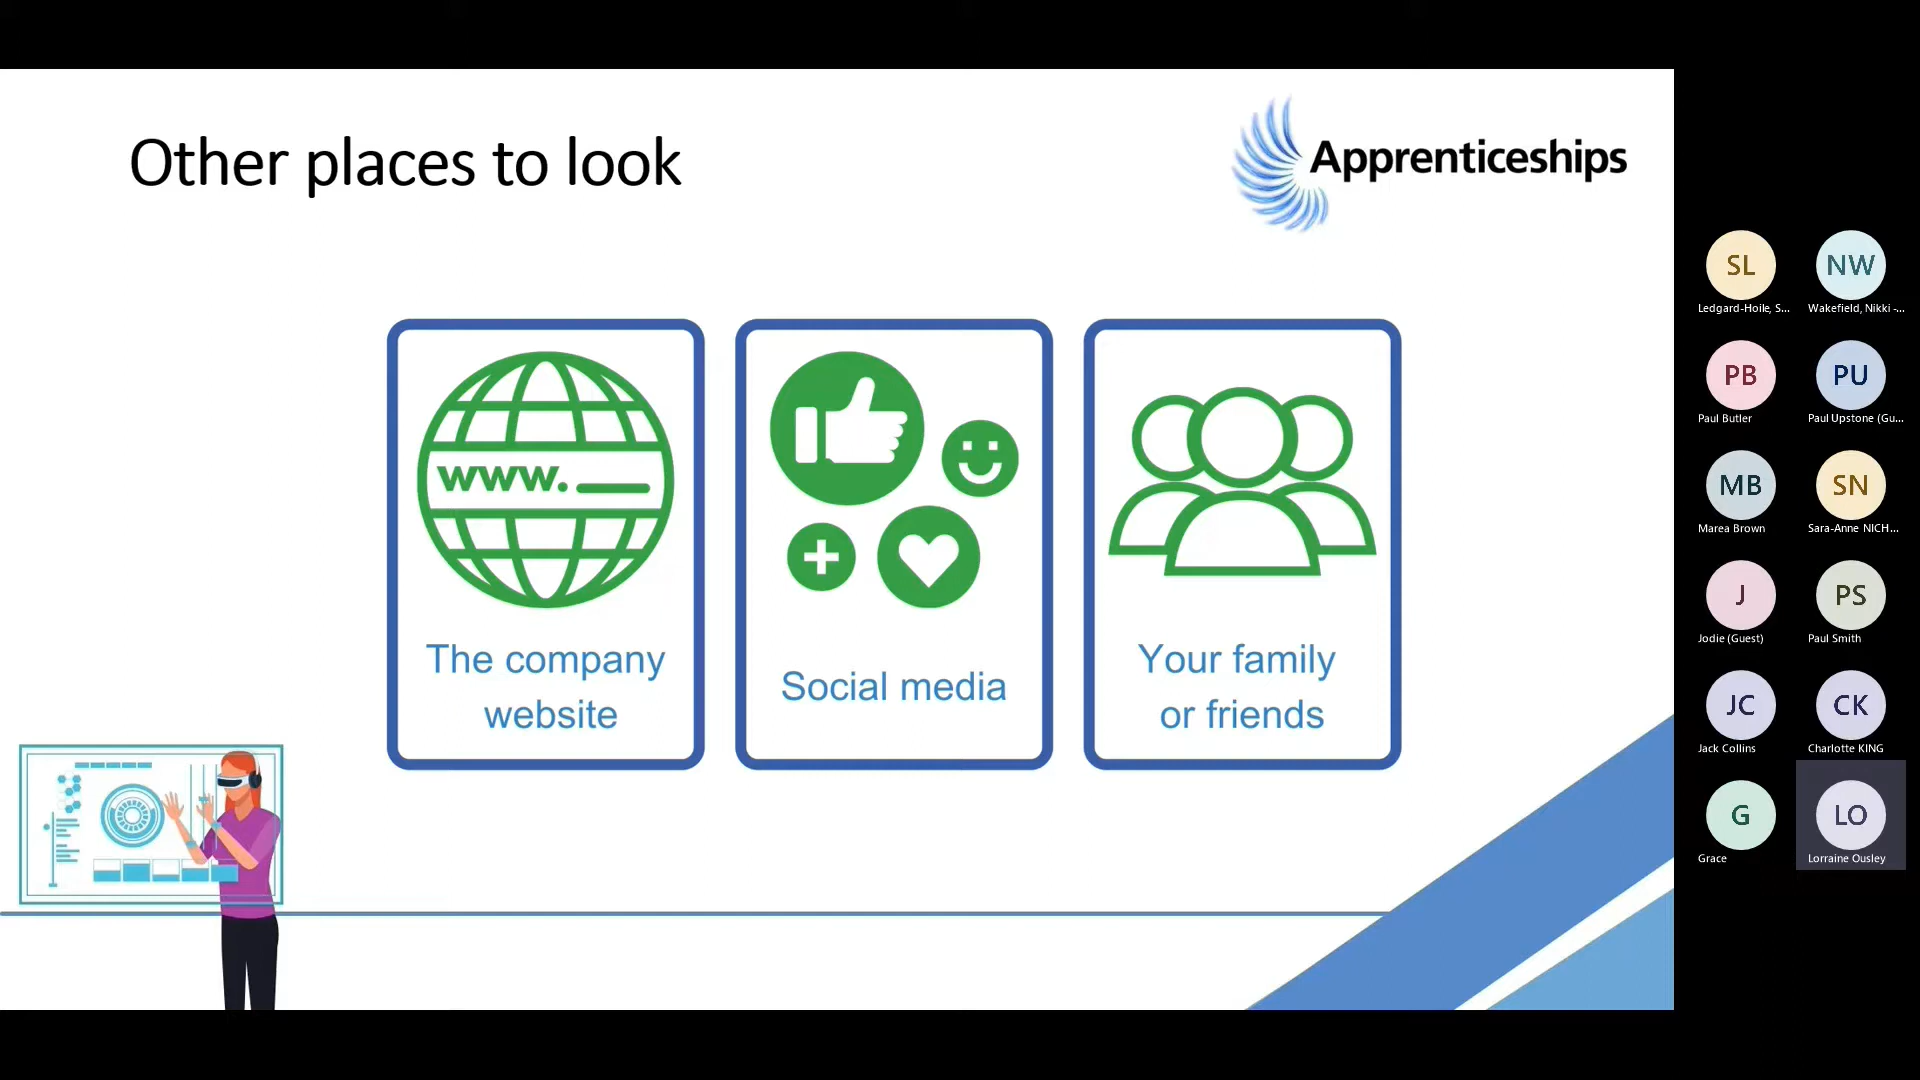 Other places to look
Apprenticeships
www.
The company
website
Social media
Your family
or friends
SL
Ledgard-Hoile, S...
NW
Wakefield, Nikki -...
PB
Paul Butler
PU
Paul Upstone (Gu...
MB
Marea Brown
SN
Sara-Anne NICH...
J
Jodie (Guest)
PS
Paul Smith
JC
Jack Collins
CK
Charlotte KING
G
Grace
LO
Lorraine Ousley